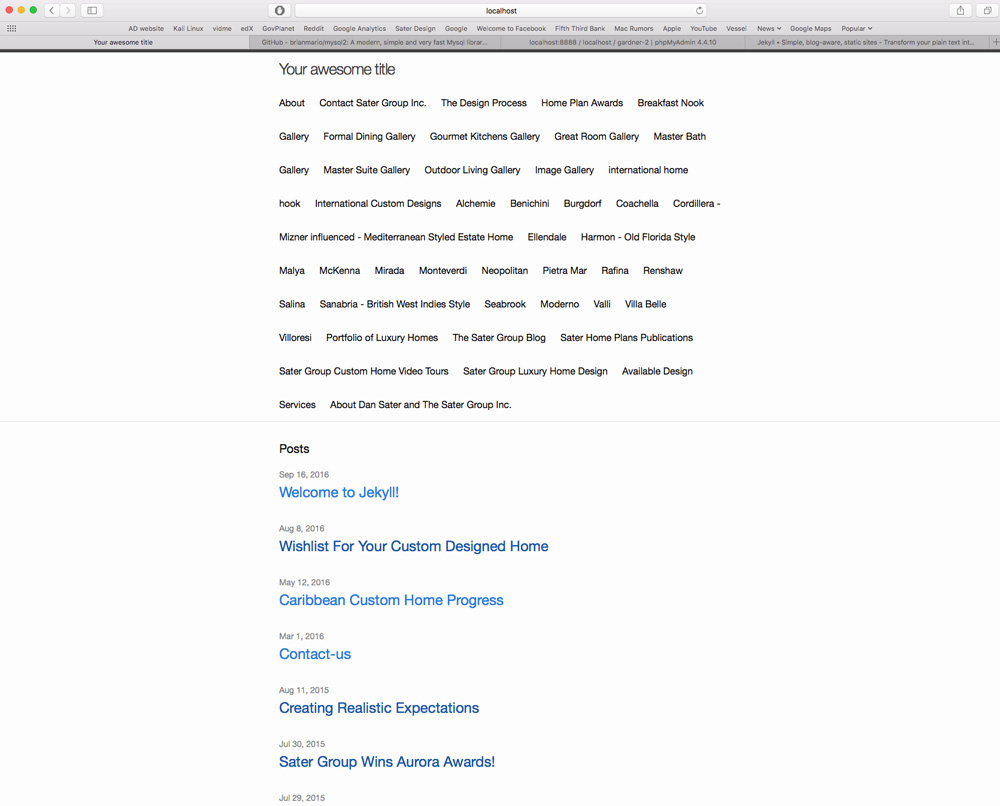 localhost
AD website Kali Linux vidme edX GovPlanet Reddit Google Analytics Sater Design Google Welcome to Facebook Fifth Third Bank Mac Rumors Apple YouTube Vessel News Google Maps Popular
Your awesome title GitHub - brianmario/mysql2: A modern, simple and very fast Mysql librar... localhost:8888 / localhost / gardner-2 | phpMyAdmin 4.4.10 Jekyll • Simple, blog-aware, static sites - Transform your plain text int...
Your awesome title
About Contact Sater Group Inc. The Design Process Home Plan Awards Breakfast Nook
Gallery Formal Dining Gallery Gourmet Kitchens Gallery Great Room Gallery Master Bath
Gallery Master Suite Gallery Outdoor Living Gallery Image Gallery international home
hook International Custom Designs Alchemie Benichini Burgdorf Coachella Cordillera -
Mizner influenced - Mediterranean Styled Estate Home Ellendale Harmon - Old Florida Style
Malya McKenna Mirada Monteverdi Neopolitan Pietra Mar Rafina Renshaw
Salina Sanabria - British West Indies Style Seabrook Moderno Valli Villa Belle
Villoresi Portfolio of Luxury Homes The Sater Group Blog Sater Home Plans Publications
Sater Group Custom Home Video Tours Sater Group Luxury Home Design Available Design
Services About Dan Sater and The Sater Group Inc.
Posts
Sep 16, 2016
Welcome to Jekyll!
Aug 8, 2016
Wishlist For Your Custom Designed Home
May 12, 2016
Caribbean Custom Home Progress
Mar 1, 2016
Contact-us
Aug 11, 2015
Creating Realistic Expectations
Jul 30, 2015
Sater Group Wins Aurora Awards!
Jul 29, 2015